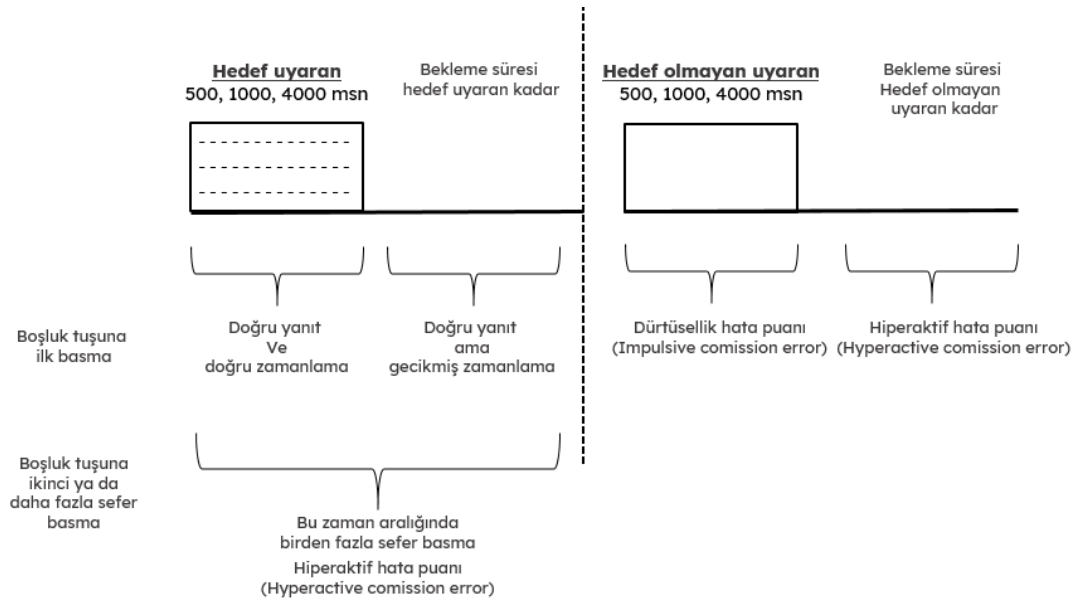 Hedef uyaran
500, 1000, 4000 msn
Bekleme süresi
hedef uyaran kadar
Hedef olmayan uyaran
500, 1000, 4000 msn
Bekleme süresi
Hedef olmayan
uyaran kadar
Boşluk tuşuna
ilk basma
Doğru yanıt
Ve
doğru zamanlama
Doğru yanıt
ama
gecikmiş zamanlama
Dürtüsellik hata puanı
(Impulsive comission error)
Hiperaktif hata puanı
(Hyperactive comission error)
Boşluk tuşuna
ikinci ya da
daha fazla sefer
basma
Bu zaman aralığında
birden fazla sefer basma
Hiperaktif hata puanı
(Hyperactive comission error)